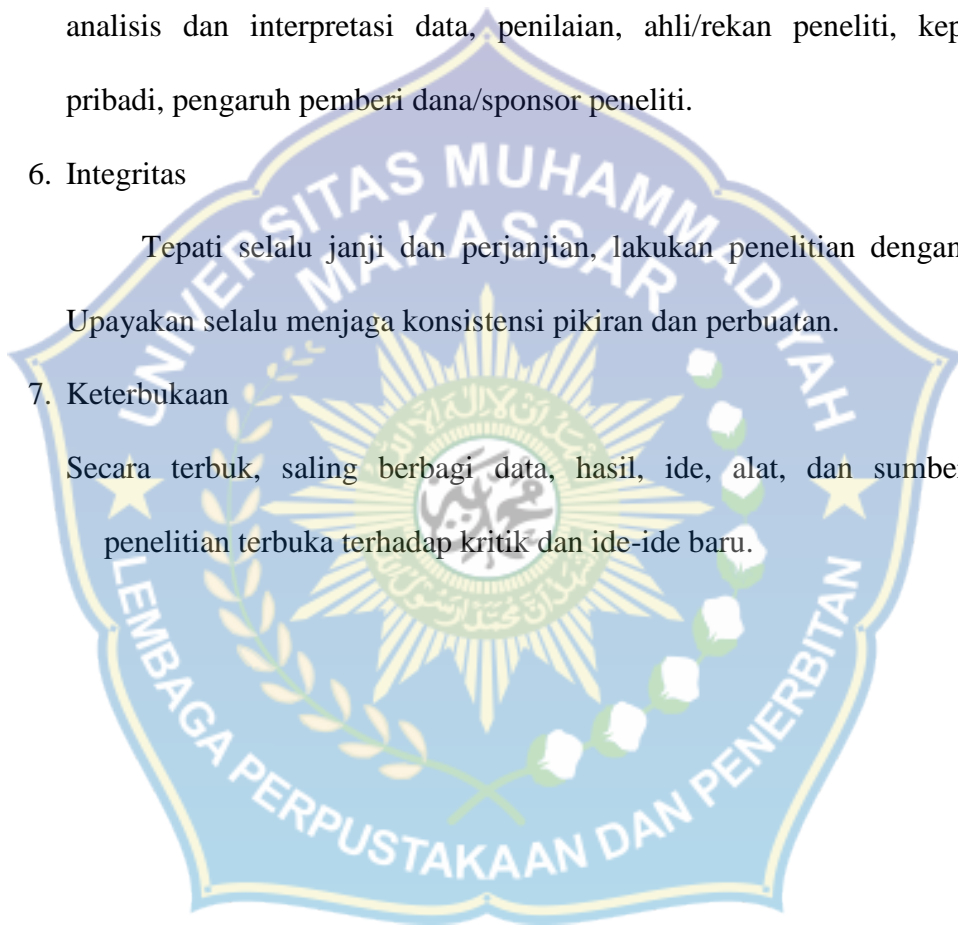 analisis dan interpretasi data, penilaian, ahli/rekan peneliti, kep
pribadi, pengaruh pemberi dana/sponsor peneliti.
6. Integritas
Tepati selalu janji dan perjanjian, lakukan penelitian dengan
Upayakan selalu menjaga konsistensi pikiran dan perbuatan.
7. Keterbukaan
Secara terbuk, saling berbagi data, hasil, ide, alat, dan sumber
penelitian terbuka terhadap kritik dan ide-ide baru.
UNIVERSITAS MUHAMMADIYAH
MAKASSAR
LEMBAGA PERPUSTAKAAN DAN PENERBITAN